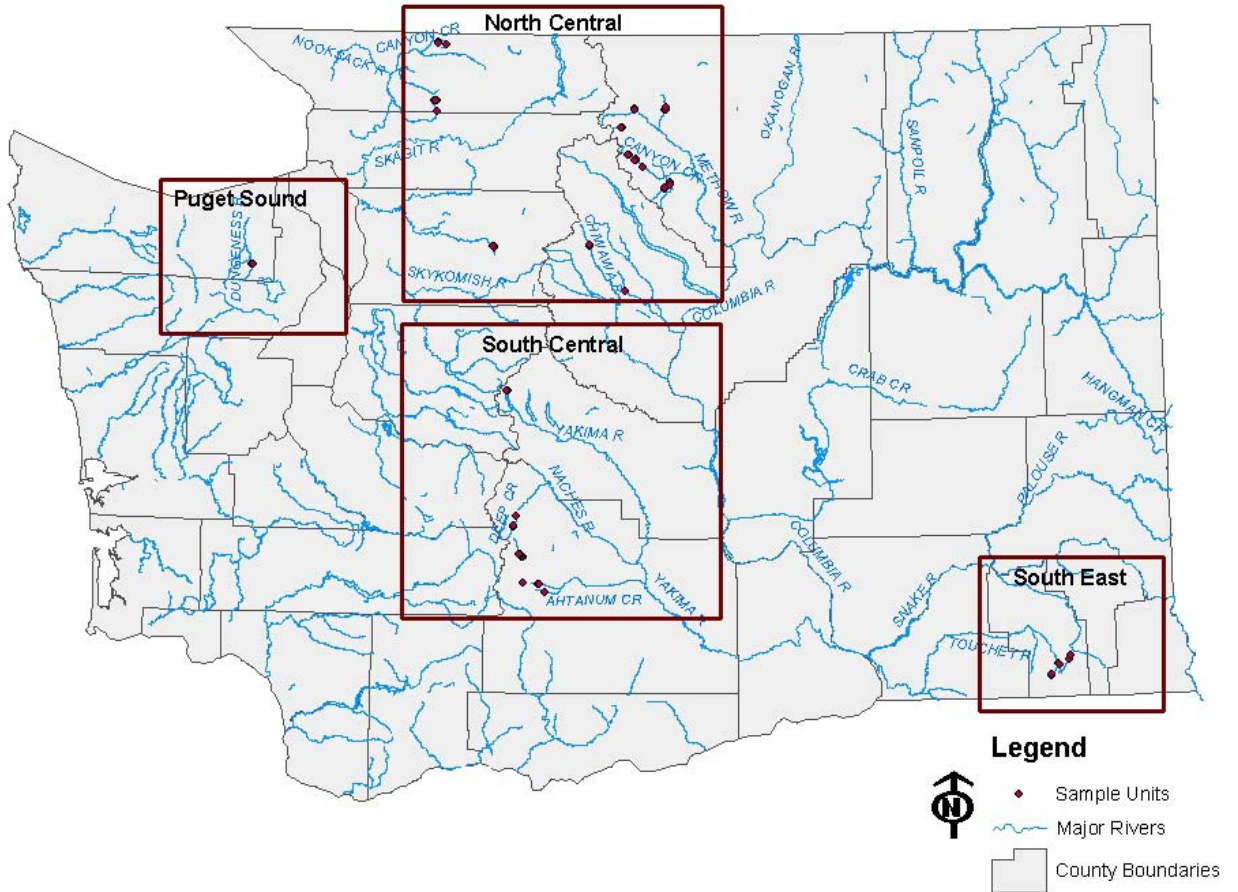 North Central
CANYON CR
NOOKSACK R
OKANOGAN R
SANPOIL R
SKAGIT R
CANYON CR
METHOW R
Puget Sound
DUNGENESS R
CHIWAWA R
SKYKOMISH R
COLUMBIA R
South Central
CRAB CR
HANGMAN CR
YAKIMA R
NACHES R
PALOUSE R
DEEP CR
COLUMBIA R
AHTANUM CR
YAKIMA R
SNAKE R
South East
TOUCHET R
Legend
N
Sample Units
Major Rivers
County Boundaries